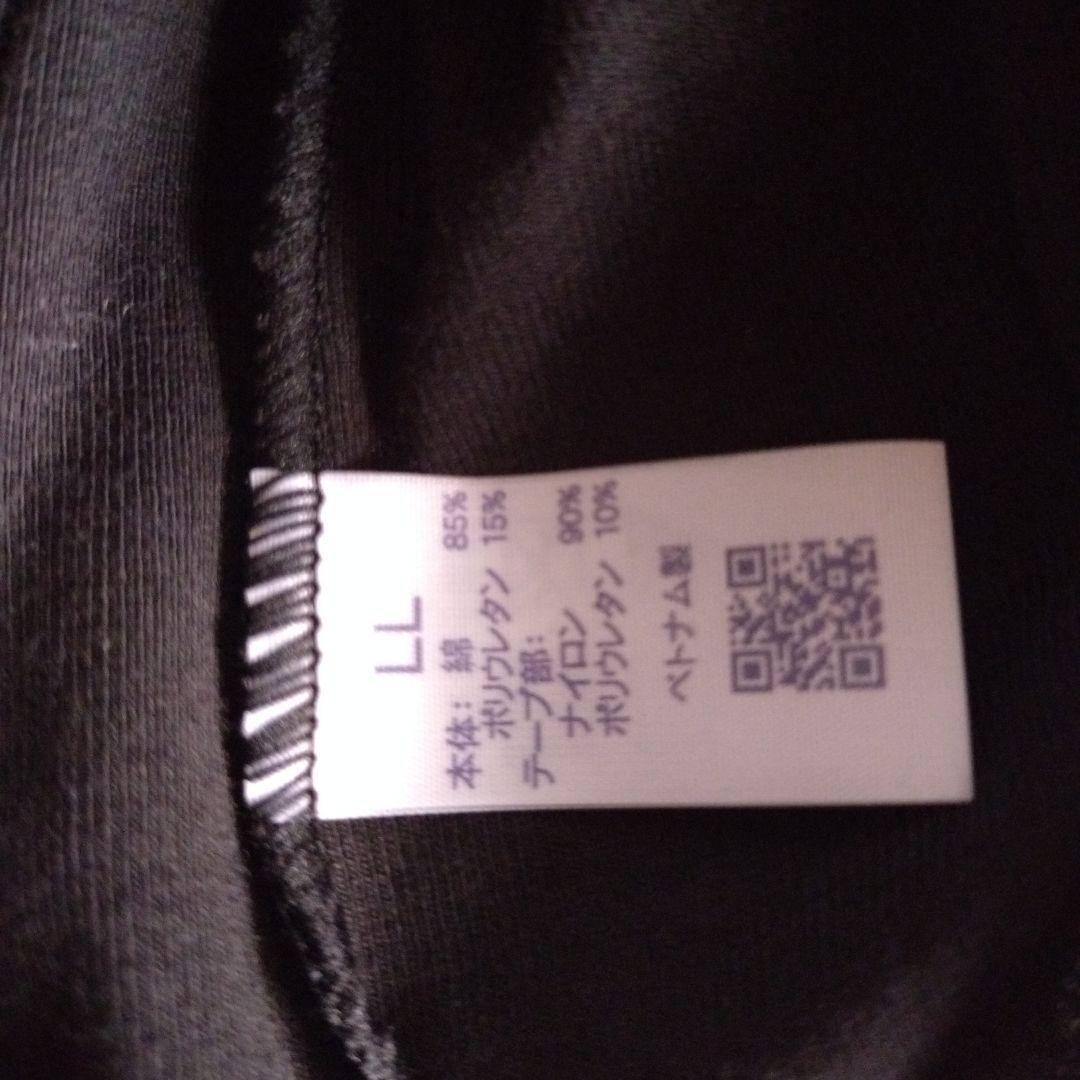 LL
本体: 綿 85%
ポリウレタン 15%
テープ部:
ナイロン 90%
ポリウレタン 10%
ベトナム製